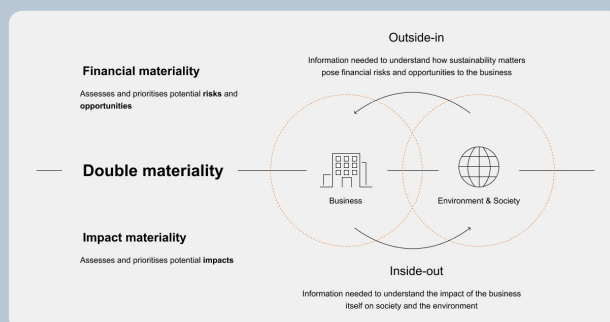 Outside-in
Information needed to understand how sustainability matters
pose financial risks and opportunities to the business
Financial materiality
Assesses and prioritises potential risks and
opportunities
Double materiality
Business
Environment & Society
Impact materiality
Assesses and prioritises potential impacts
Inside-out
Information needed to understand the impact of the business
itself on society and the environment